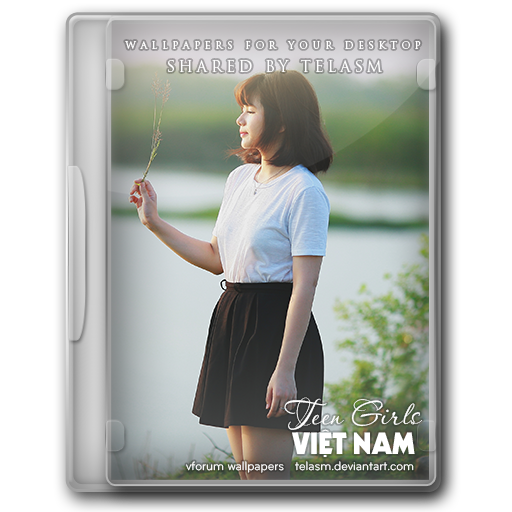 WALLPAPERS FOR YOUR DESKTOP
SHARED BY TELASM
Teen Girls
VIỆT NAM
vforum wallpapers telasm.deviantart.com